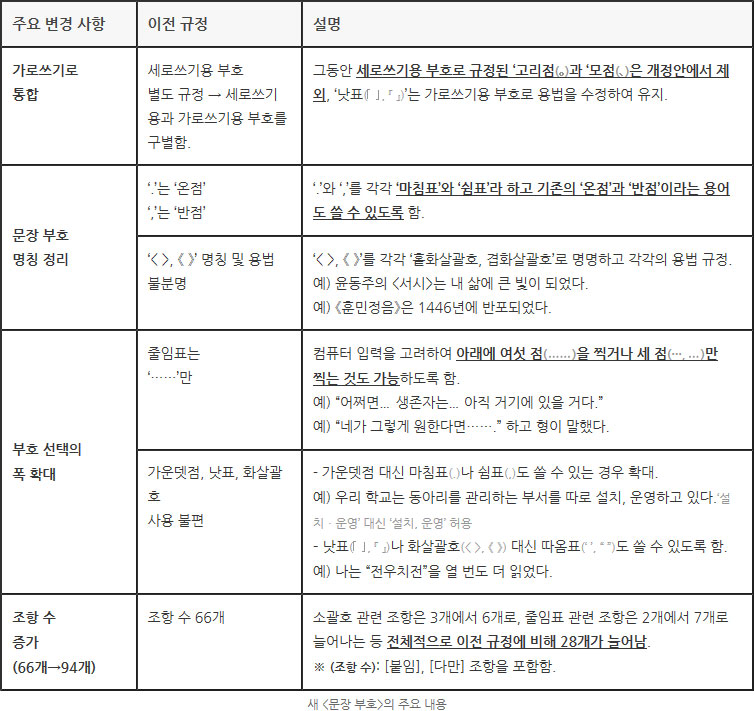 주요 변경 사항 이전 규정 설명
가로쓰기로
통합
세로쓰기용 부호
별도 규정 → 세로쓰기
용과 가로쓰기용 부호를
구별함.
그동안 세로쓰기용 부호로 규정된 ‘고리점(。)과 ‘모점(、)은 개정안에서 제
외, ‘낫표(「 」, 『 』)’는 가로쓰기용 부호로 용법을 수정하여 유지.
문장 부호
명칭 정리
‘.’는 ‘온점’
‘,’는 ‘반점’
‘.’와 ‘,’를 각각 ‘마침표’와 ‘쉼표’라 하고 기존의 ‘온점’과 ‘반점’이라는 용어
도 쓸 수 있도록 함.
‘〈 〉, 《 》’ 명칭 및 용법
불분명
‘〈 〉, 《 》’를 각각 ‘홑화살괄호, 겹화살괄호’로 명명하고 각각의 용법 규정.
예) 윤동주의 〈서시〉는 내 삶에 큰 빛이 되었다.
예) 《훈민정음》은 1446년에 반포되었다.
부호 선택의
폭 확대
줄임표는
‘……’만
컴퓨터 입력을 고려하여 아래에 여섯 점(......)을 찍거나 세 점(…, ...)만
찍는 것도 가능하도록 함.
예) “어쩌면... 생존자는... 아직 거기에 있을 거다.”
예) “네가 그렇게 원한다면…….” 하고 형이 말했다.
가운뎃점, 낫표, 화살괄
호
사용 불편
- 가운뎃점 대신 마침표(.)나 쉼표(,)도 쓸 수 있는 경우 확대.
예) 우리 학교는 동아리를 관리하는 부서를 따로 설치, 운영하고 있다.‘설
치 · 운영’ 대신 ‘설치, 운영’ 허용
- 낫표(「 」, 『 』)나 화살괄호(〈 〉, 《 》) 대신 따옴표(‘ ’, “ ”)도 쓸 수 있도록 함.
예) 나는 “전우치전”을 열 번도 더 읽었다.
조항 수
증가
(66개→94개)
조항 수 66개
소괄호 관련 조항은 3개에서 6개로, 줄임표 관련 조항은 2개에서 7개로
늘어나는 등 전체적으로 이전 규정에 비해 28개가 늘어남.
※ (조항 수): [붙임], [다만] 조항을 포함함.
새 <문장 부호>의 주요 내용